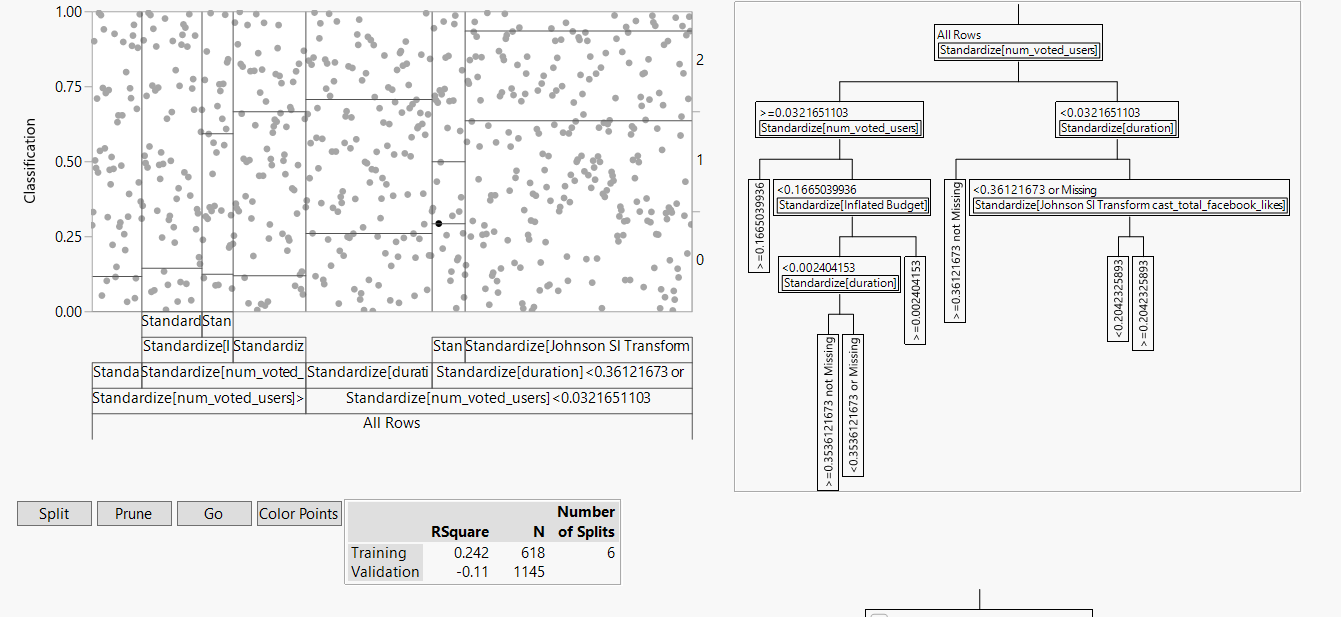 1.00
0.75
0.50
0.25
0.00
Classification
2
1
0
Standard Stan
Standardize[I Standardiz Stan Standardize[Johnson SI Transform
Standa Standardize[num_voted_ Standardize[durati Standardize[duration]<0.36121673 or
Standardize[num_voted_users]> Standardize[num_voted_users]<0.0321651103
All Rows
Split Prune Go Color Points
Number
RSquare N of Splits
Training 0.242 618 6
Validation -0.11 1145
All Rows
Standardize[num_voted_users]
>=0.0321651103
Standardize[num_voted_users]
<0.0321651103
Standardize[duration]
>=0.1665039936
<0.1665039936
Standardize[Inflated Budget]
>=0.36121673 not Missing
<0.36121673 or Missing
Standardize[Johnson SI Transform cast_total_facebook_likes]
<0.002404153
Standardize[duration]
>=0.002404153
<0.2042325893
>=0.2042325893
>=0.3536121673 not Missing
<0.3536121673 or Missing